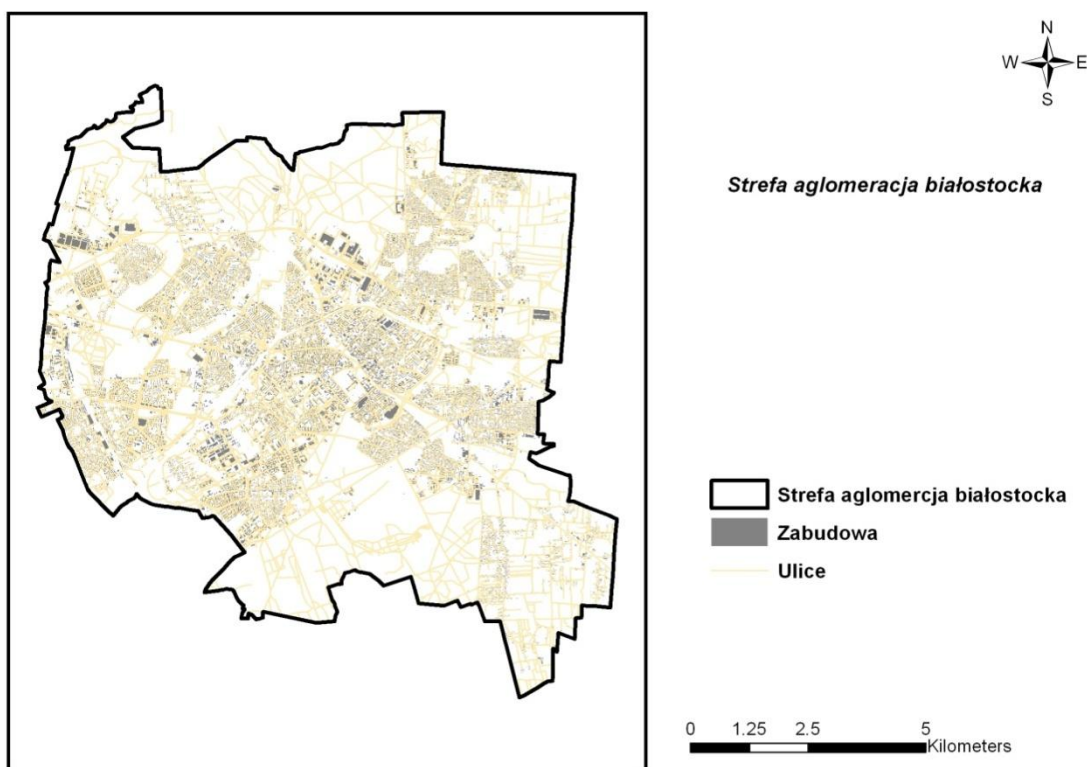 N
W E
S
Strefa aglomeracja białostocka
Strefa aglomercja białostocka
Zabudowa
Ulice
0 1.25 2.5 5
Kilometers